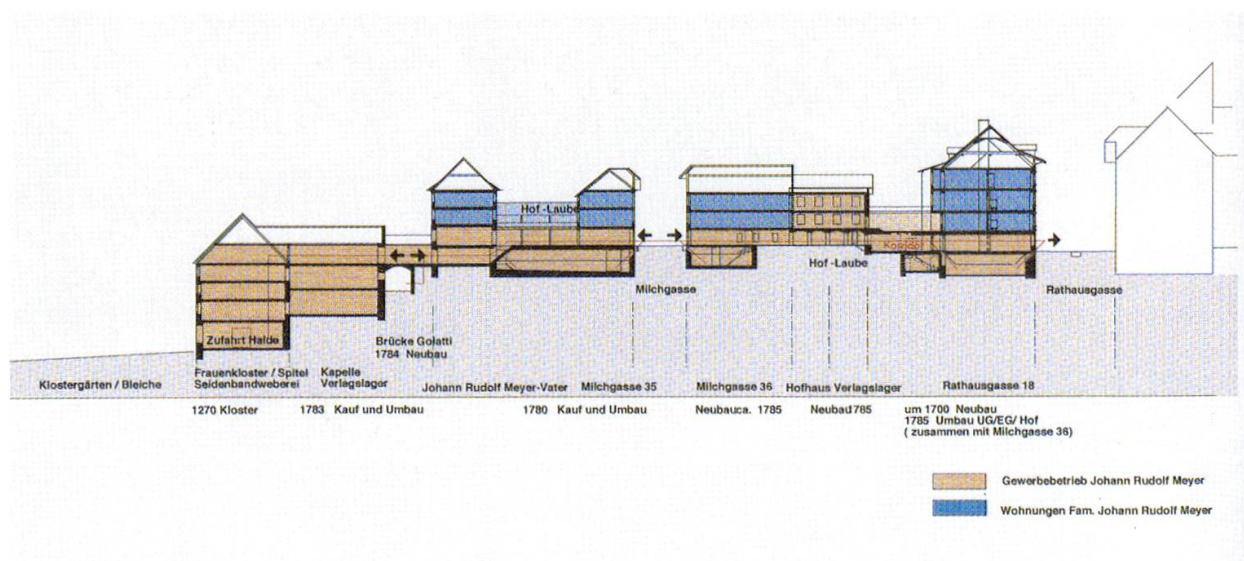 Hof -Laube
Korridor
Hof -Laube
Milchgasse
Rathausgasse
Zufahrt Halde
Brücke Golatti
1784 Neubau
Klostergärten / Bleiche
Frauenkloster / Spitel
Seidenbandweberei
Kapelle
Verlagslager
Johann Rudolf Meyer-Vater
Milchgasse 35
Milchgasse 36
Hofhaus Verlagslager
Rathausgasse 18
1270 Kloster
1783 Kauf und Umbau
1780 Kauf und Umbau
Neubau:ca. 1785
Neubau1785
um 1700 Neubau
1785 Umbau UG/EG/ Hof
( zusammen mit Milchgasse 36)
Gewerbebetrieb Johann Rudolf Meyer
Wohnungen Fam. Johann Rudolf Meyer